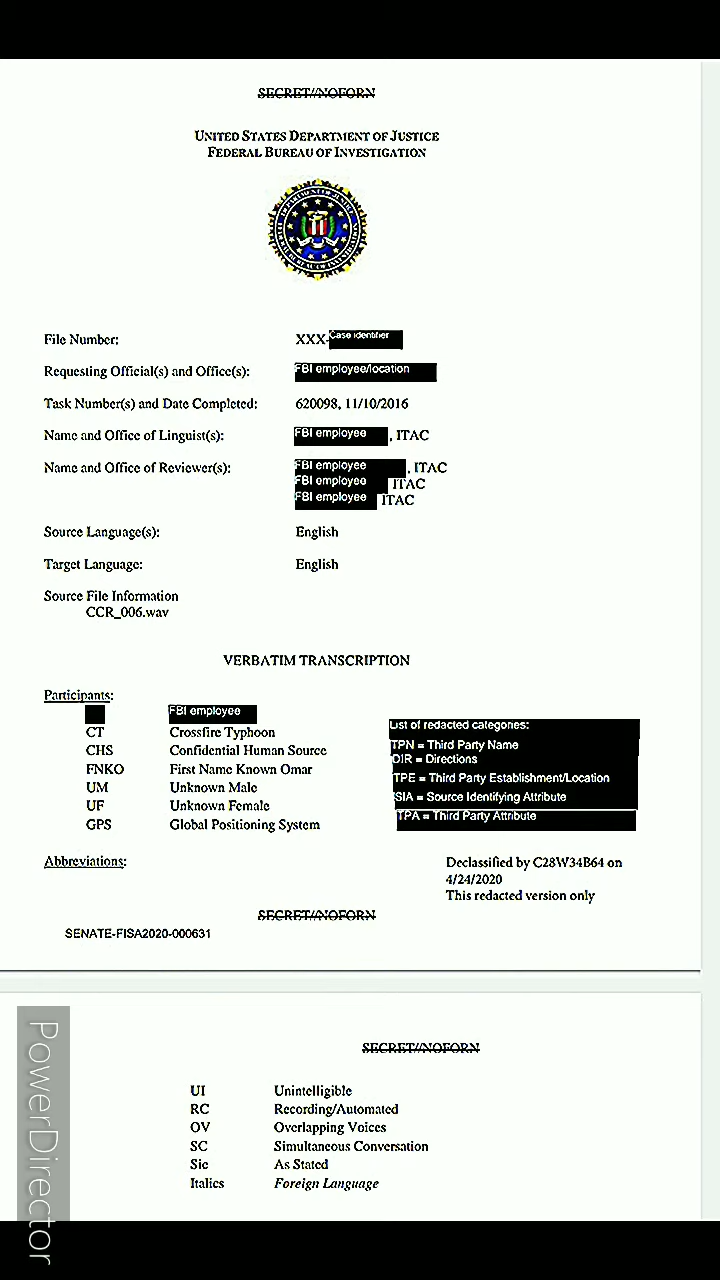 SECRET//NOFORN
UNITED STATES DEPARTMENT OF JUSTICE
FEDERAL BUREAU OF INVESTIGATION
File Number: XXX-Case identifier
Requesting Official(s) and Office(s): FBI employee/location
Task Number(s) and Date Completed: 620098, 11/10/2016
Name and Office of Linguist(s): FBI employee , ITAC
Name and Office of Reviewer(s): FBI employee , ITAC
FBI employee ITAC
FBI employee ITAC
Source Language(s): English
Target Language: English
Source File Information
CCR_006.wav
VERBATIM TRANSCRIPTION
Participants:
FBI employee
CT Crossfire Typhoon
CHS Confidential Human Source
FNKO First Name Known Omar
UM Unknown Male
UF Unknown Female
GPS Global Positioning System
List of redacted categories:
TPN = Third Party Name
DIR = Directions
TPE = Third Party Establishment/Location
SIA = Source Identifying Attribute
TPA = Third Party Attribute
Abbreviations:
Declassified by C28W34B64 on
4/24/2020
This redacted version only
SECRET//NOFORN
SENATE-FISA2020-000631
SECRET//NOFORN
UI Unintelligible
RC Recording/Automated
OV Overlapping Voices
SC Simultaneous Conversation
Sic As Stated
Italics Foreign Language
PowerDirector